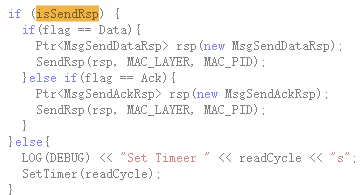 if (isSendRsp) {
if(flag == Data){
Ptr<MsgSendDataRsp> rsp(new MsgSendDataRsp);
SendRsp(rsp, MAC_LAYER, MAC_PID);
}else if(flag == Ack){
Ptr<MsgSendAckRsp> rsp(new MsgSendAckRsp);
SendRsp(rsp, MAC_LAYER, MAC_PID);
}
}else{
LOG(DEBUG) << "Set Timeer " << readCycle << "s";
SetTimer(readCycle);
}